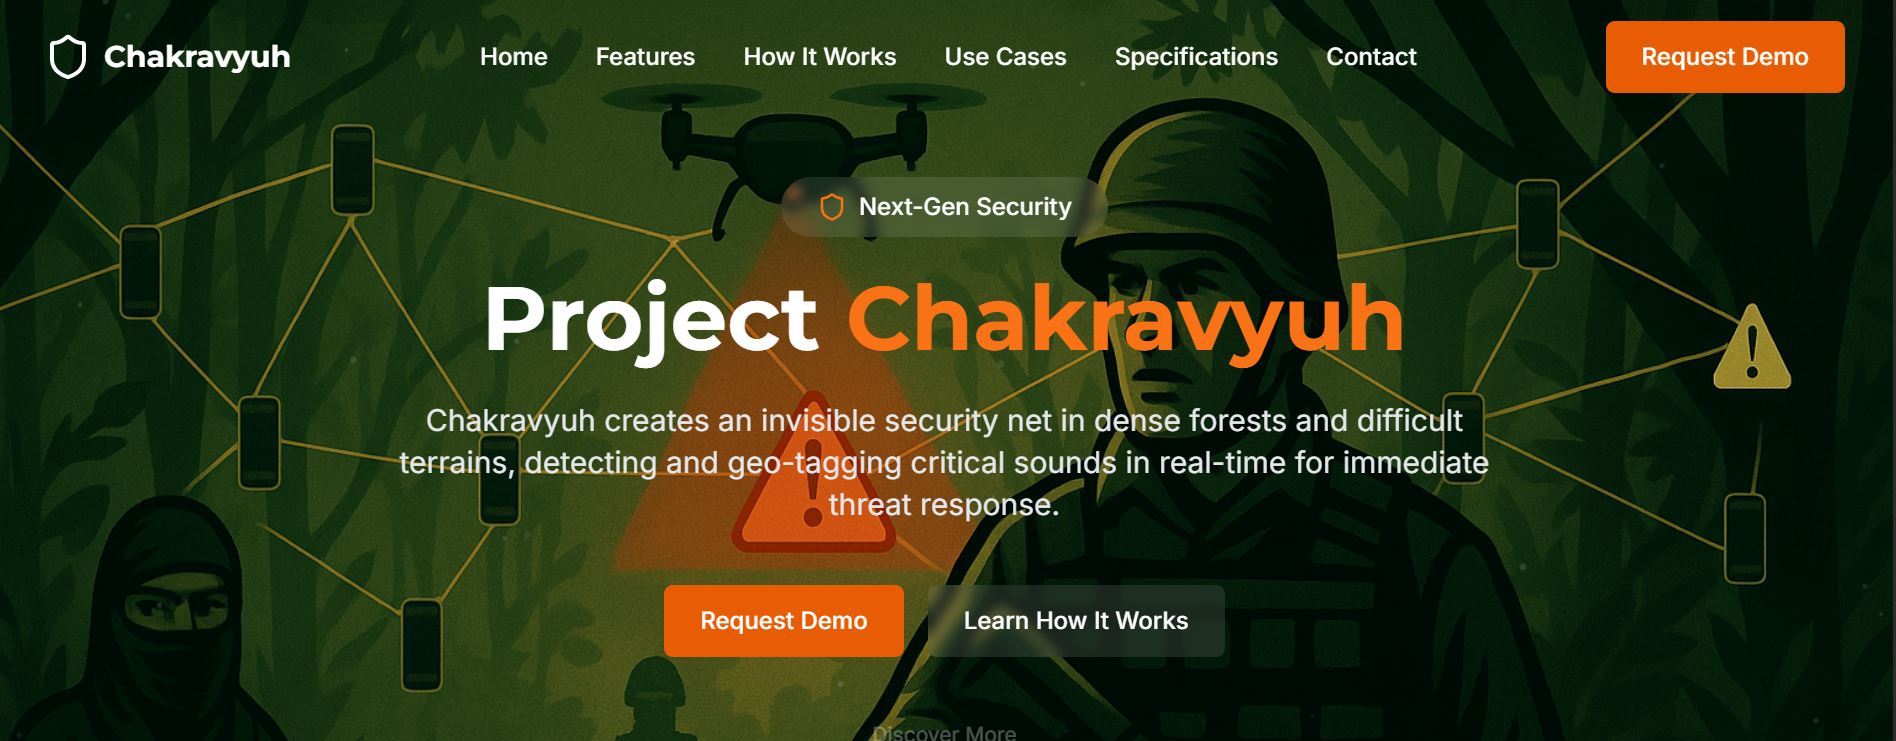 Chakravyuh
Home
Features
How It Works
Use Cases
Specifications
Contact
Request Demo
Next-Gen Security
Project Chakravyuh
Chakravyuh creates an invisible security net in dense forests and difficult
terrains, detecting and geo-tagging critical sounds in real-time for immediate
threat response.
Request Demo
Learn How It Works
Discover More